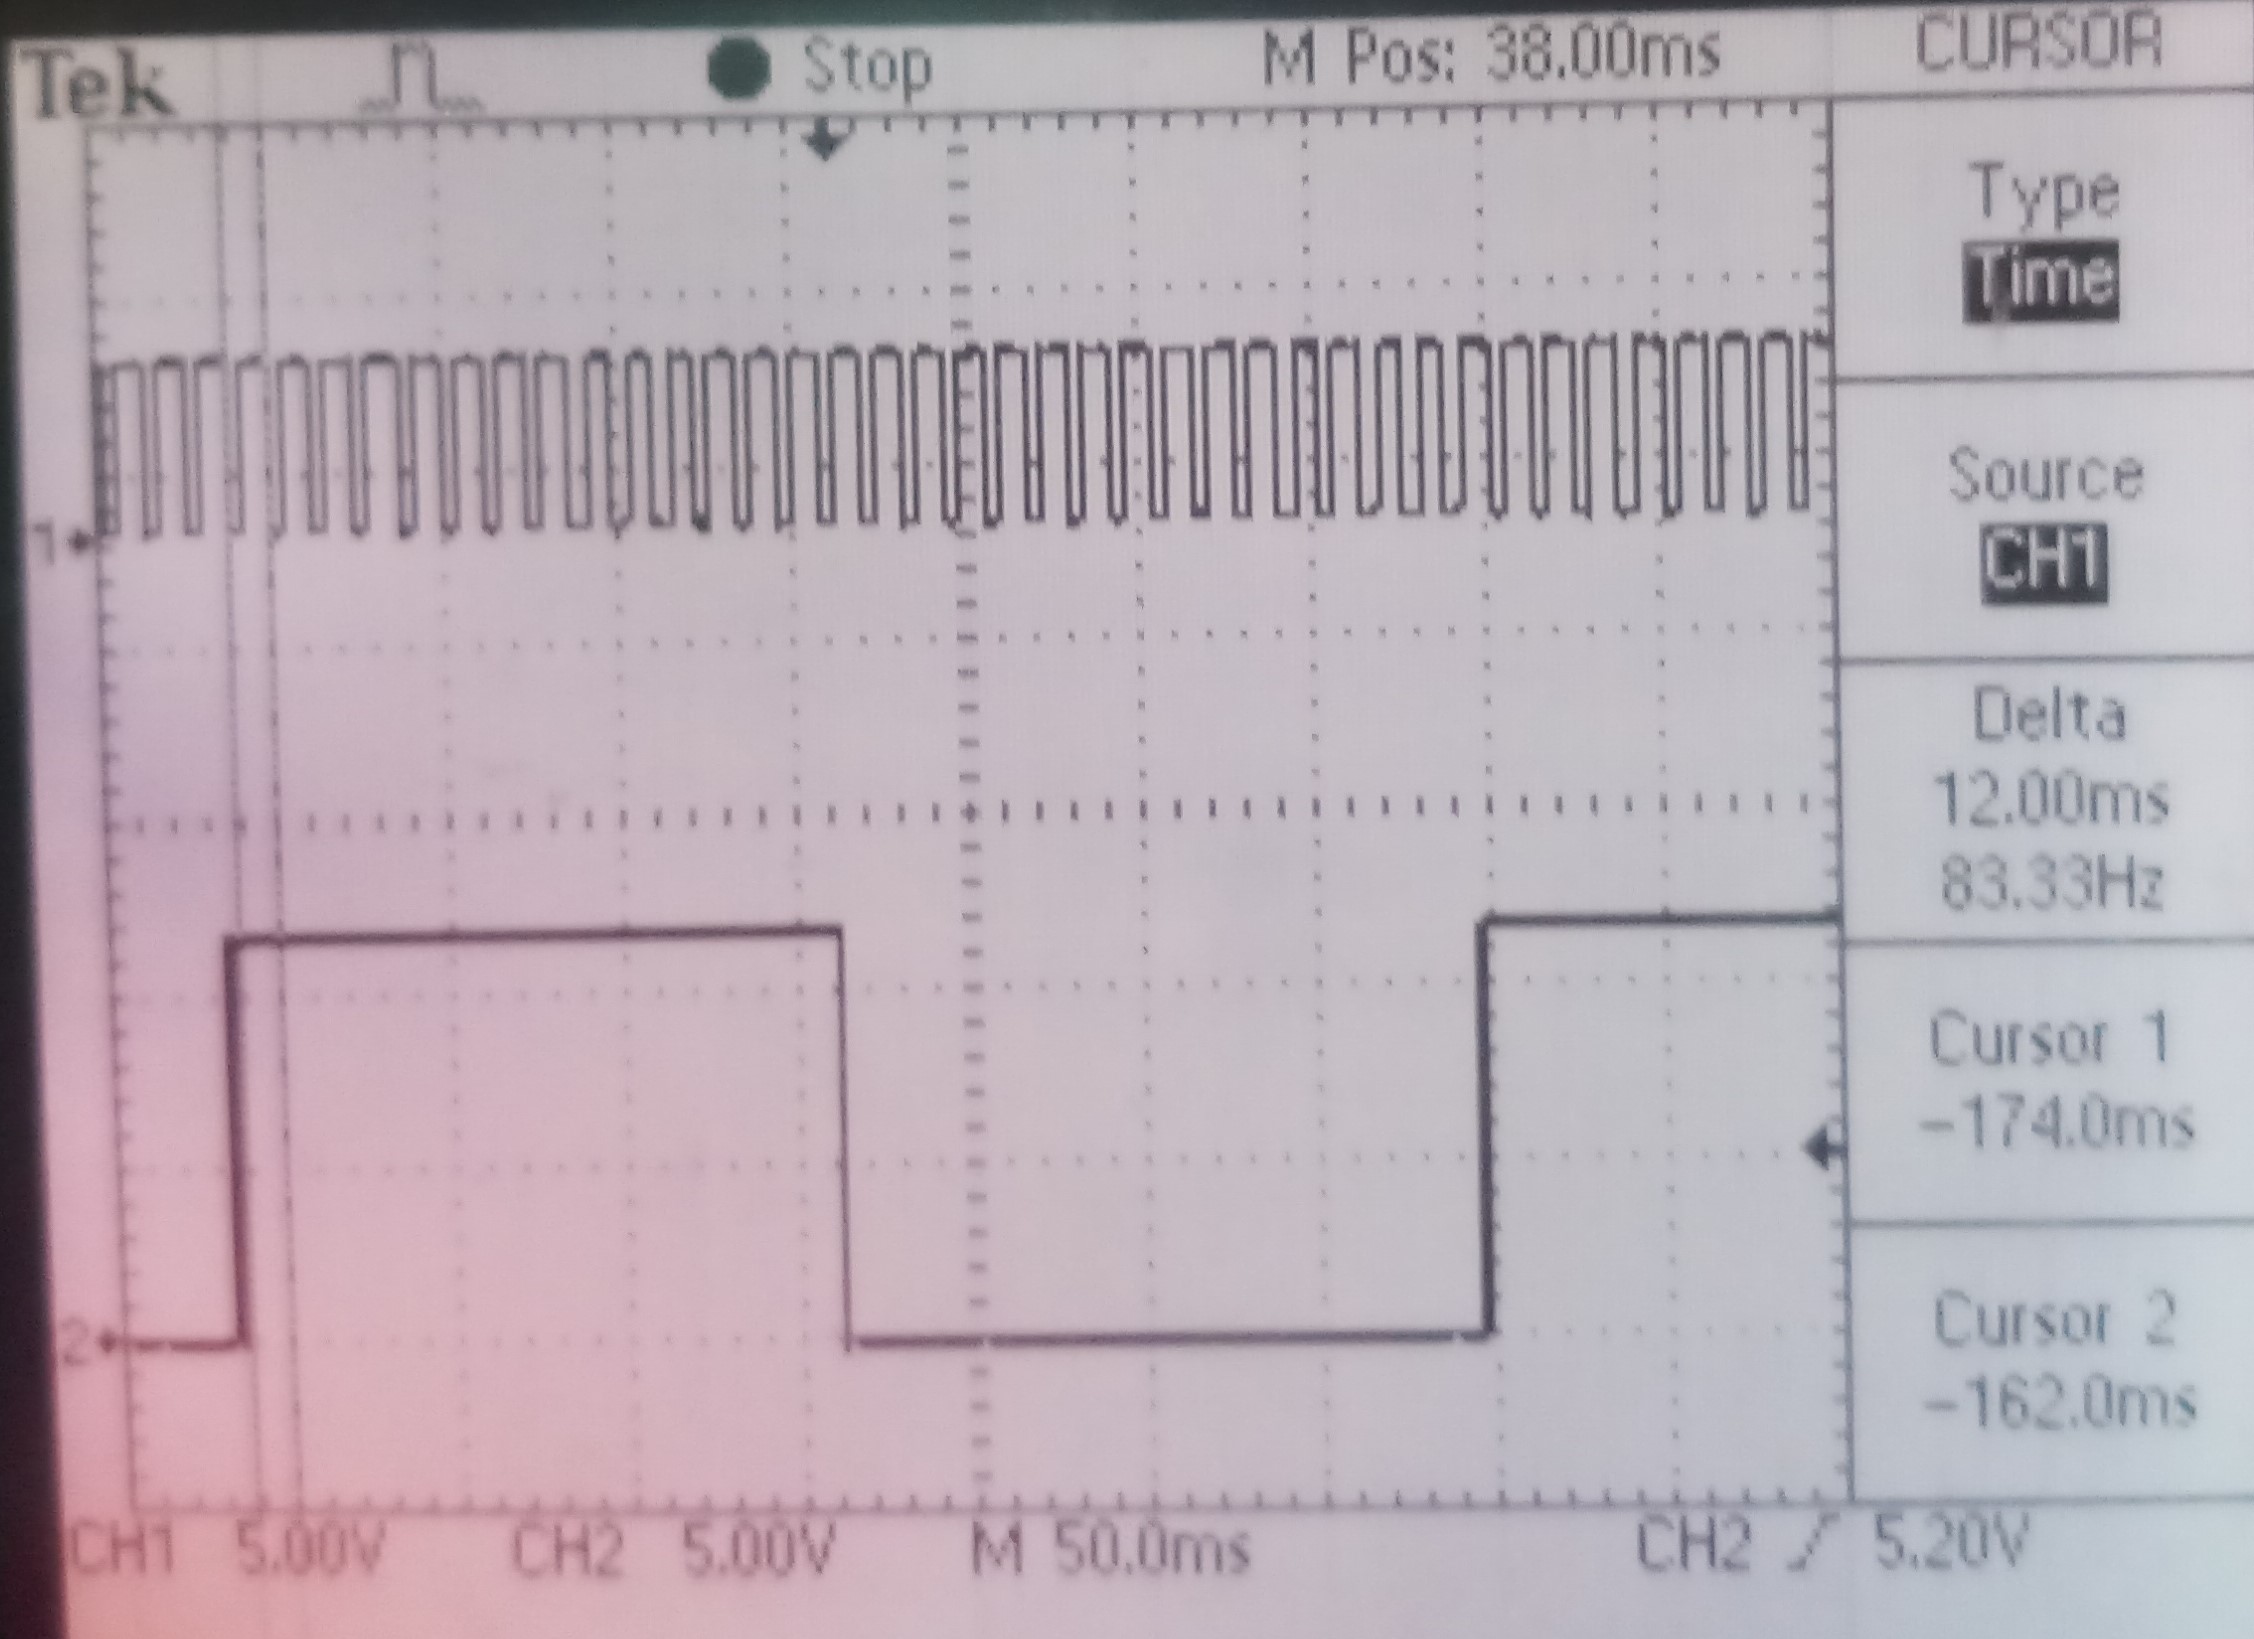 Tek Stop M Pos: 38.00ms CURSOR
Type
Time
Source
CH1
Delta
12.00ms
83.33Hz
Cursor 1
-174.0ms
Cursor 2
-162.0ms
1
2
CH1 5.00V CH2 5.00V M 50.0ms CH2 5.20V